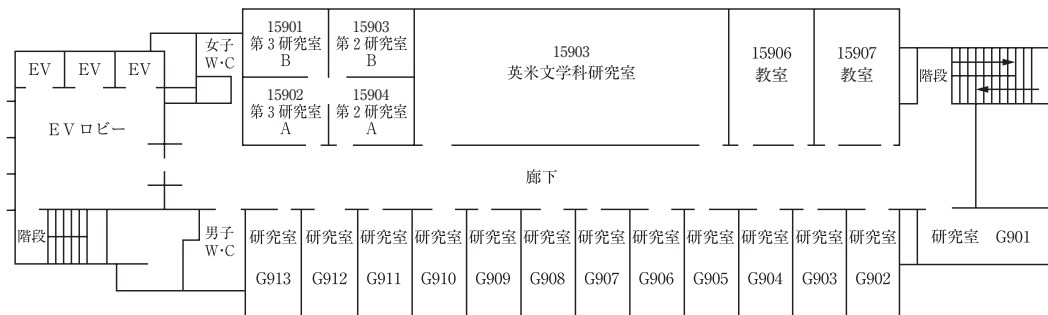 15901
第3研究室
B
15903
第2研究室
B
15903
英米文学科研究室
15906
教室
15907
教室
女子
W・C
EV
EV
EV
階段
15902
第3研究室
A
15904
第2研究室
A
EVロビー
廊下
階段
男子
W・C
研究室
G913
研究室
G912
研究室
G911
研究室
G910
研究室
G909
研究室
G908
研究室
G907
研究室
G906
研究室
G905
研究室
G904
研究室
G903
研究室
G902
研究室 G901